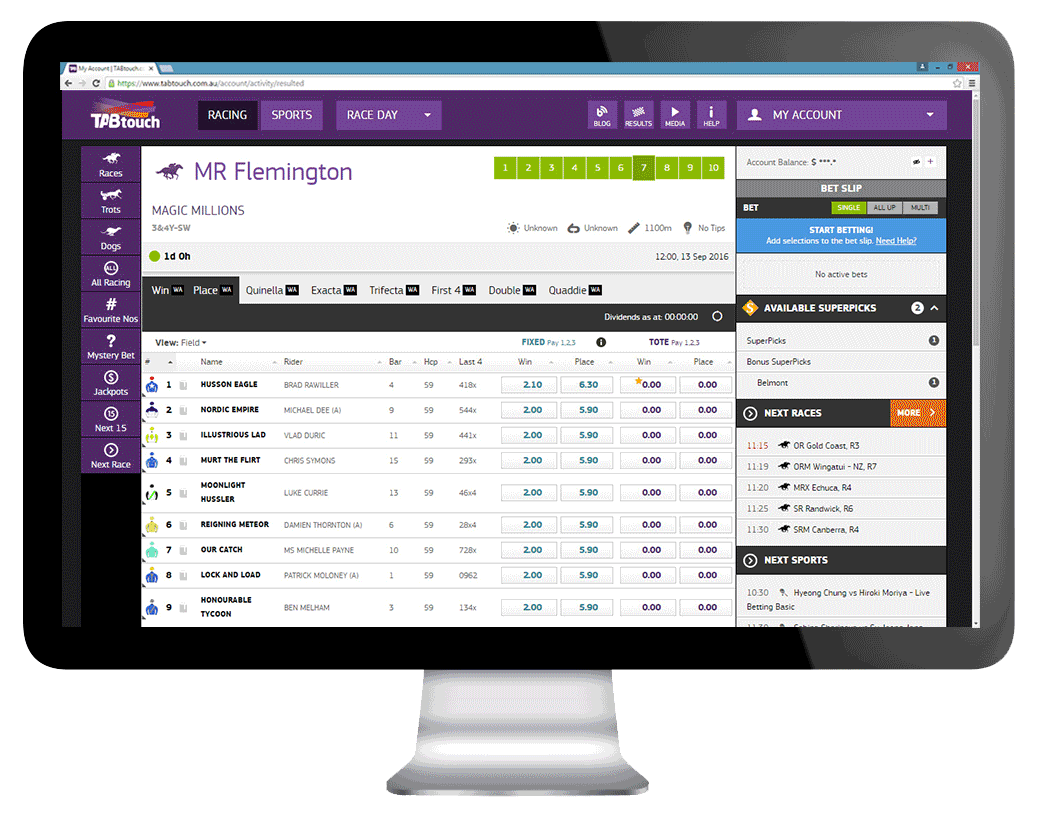 My Account | TABtouch.
https://www.tabtouch.com.au/account/activity/resulted
TABtouch
RACING
SPORTS
RACE DAY
BLOG
RESULTS
MEDIA
HELP
MY ACCOUNT
Races
Trots
Dogs
ALL
All Racing
#
Favourite Nos
?
Mystery Bet
$
Jackpots
15
Next 15
Next Race
MR Flemington
1 2 3 4 5 6 7 8 9 10
MAGIC MILLIONS
3&4Y-SW
Unknown Unknown 1100m No Tips
1d 0h
12:00, 13 Sep 2016
Win WA Place WA Quinella WA Exacta WA Trifecta WA First 4 WA Double WA Quaddie WA
Dividends as at: 00:00:00
View: Field
FIXED Pay 1,2,3
TOTE Pay 1,2,3
# Name Rider Bar Hcp Last 4 Win Place Win Place
1 HUSSON EAGLE BRAD RAWILLER 4 59 418x 2.10 6.30 0.00 0.00
2 NORDIC EMPIRE MICHAEL DEE (A) 9 59 544x 2.00 5.90 0.00 0.00
3 ILLUSTRIOUS LAD VLAD DURIC 11 59 441x 2.00 5.90 0.00 0.00
4 MURT THE FLIRT CHRIS SYMONS 15 59 293x 2.00 5.90 0.00 0.00
5 MOONLIGHT
HUSSLER LUKE CURRIE 13 59 46x4 2.00 5.90 0.00 0.00
6 REIGNING METEOR DAMIEN THORNTON (A) 6 59 28x4 2.00 5.90 0.00 0.00
7 OUR CATCH MS MICHELLE PAYNE 10 59 728x 2.00 5.90 0.00 0.00
8 LOCK AND LOAD PATRICK MOLONEY (A) 1 59 0962 2.00 5.90 0.00 0.00
9 HONOURABLE
TYCOON BEN MELHAM 3 59 134x 2.00 5.90 0.00 0.00
Account Balance: $ ***.*
BET SLIP
BET SINGLE ALL UP MULTI
START BETTING!
Add selections to the bet slip. Need Help?
No active bets
AVAILABLE SUPERPICKS 2
SuperPicks 1
Bonus SuperPicks
Belmont 1
NEXT RACES MORE
11:15 OR Gold Coast, R3
11:19 ORM Wingatui - NZ, R7
11:20 MRX Echuca, R4
11:25 SR Randwick, R6
11:30 SRM Canberra, R4
NEXT SPORTS
10:30 Hyeong Chung vs Hiroki Moriya - Live
Betting Basic